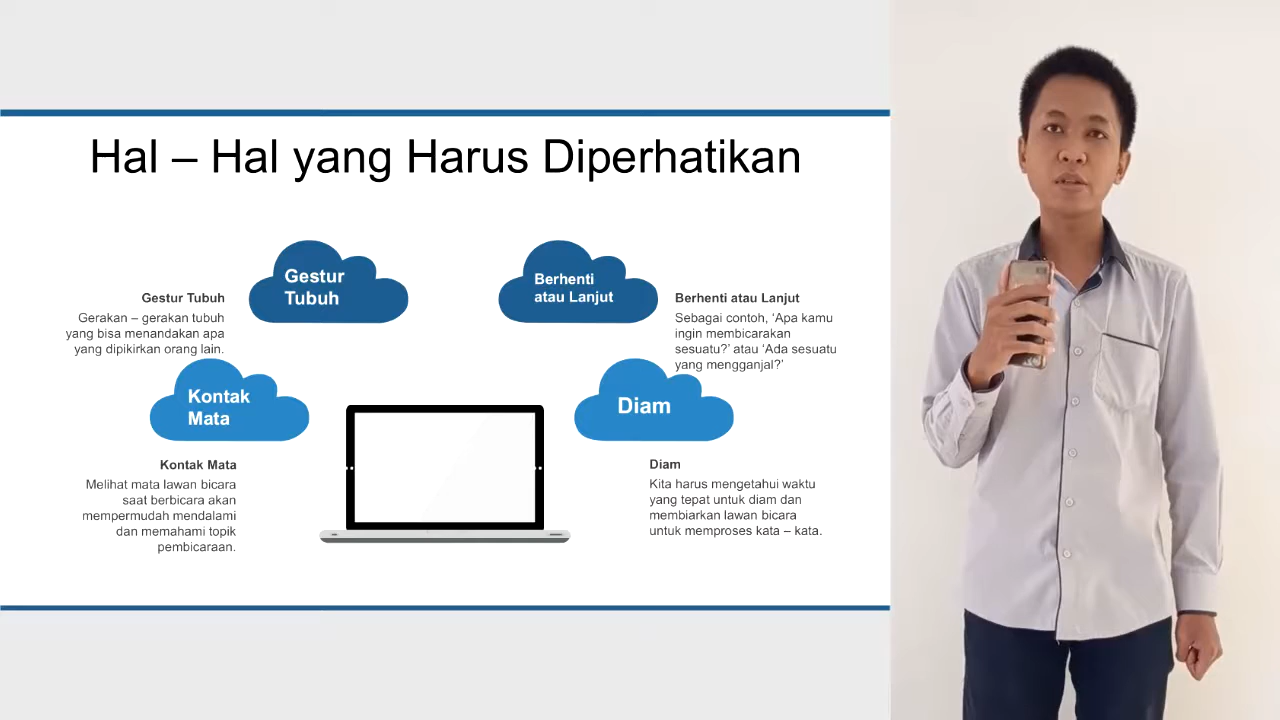 Hal – Hal yang Harus Diperhatikan
Gestur
Tubuh
Gestur Tubuh
Gerakan – gerakan tubuh
yang bisa menandakan apa
yang dipikirkan orang lain.
Berhenti
atau Lanjut
Berhenti atau Lanjut
Sebagai contoh, ‘Apa kamu
ingin membicarakan
sesuatu?’ atau ‘Ada sesuatu
yang mengganjal?’
Kontak
Mata
Kontak Mata
Melihat mata lawan bicara
saat berbicara akan
mempermudah mendalami
dan memahami topik
pembicaraan.
Diam
Diam
Kita harus mengetahui waktu
yang tepat untuk diam dan
membiarkan lawan bicara
untuk memproses kata – kata.